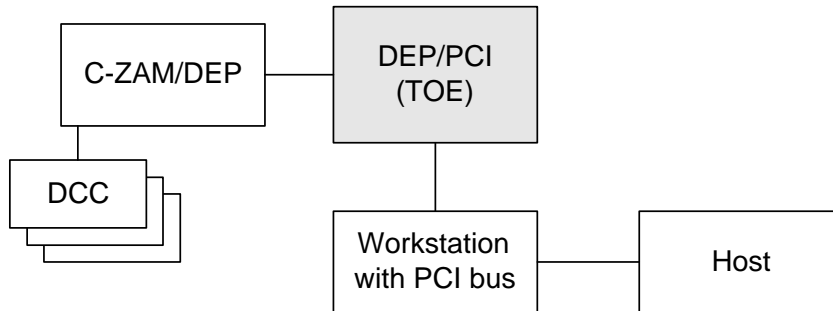 C-ZAM/DEP
DEP/PCI
(TOE)
DCC
Workstation
with PCI bus
Host